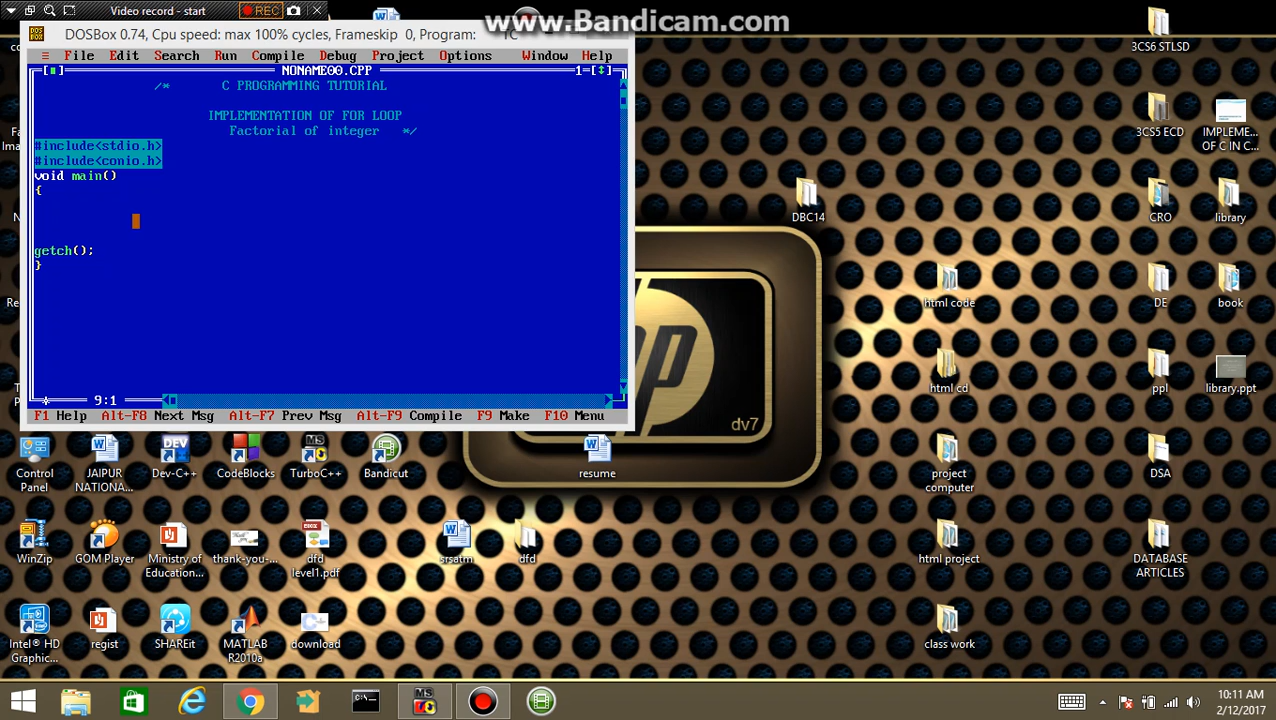 Video record - start
REC
www.Bandicam.com
DOSBox 0.74, Cpu speed: max 100% cycles, Frameskip 0, Program: TC
File Edit Search Run Compile Debug Project Options Window Help
NONAME00.CPP
1
/* C PROGRAMMING TUTORIAL
IMPLEMENTATION OF FOR LOOP
Factorial of integer */
#include<stdio.h>
#include<conio.h>
void main()
{
getch();
}
9:1
F1 Help Alt-F8 Next Msg Alt-F7 Prev Msg Alt-F9 Compile F9 Make F10 Menu
3CS6 STLSD
3CS5 ECD
IMPLEME...
OF C IN C...
DBC14
CRO
library
html code
DE
book
html cd
ppl
library.ppt
hp
dv7
Control
Panel
JAIPUR
NATIONA...
Dev-C++
CodeBlocks
TurboC++
Bandicut
resume
project
computer
DSA
WinZip
GOM Player
Ministry of
Education...
thank-you-...
dfd
level1.pdf
srsatm
dfd
html project
DATABASE
ARTICLES
Intel® HD
Graphic...
regist
SHAREit
MATLAB
R2010a
download
class work
10:11 AM
2/12/2017